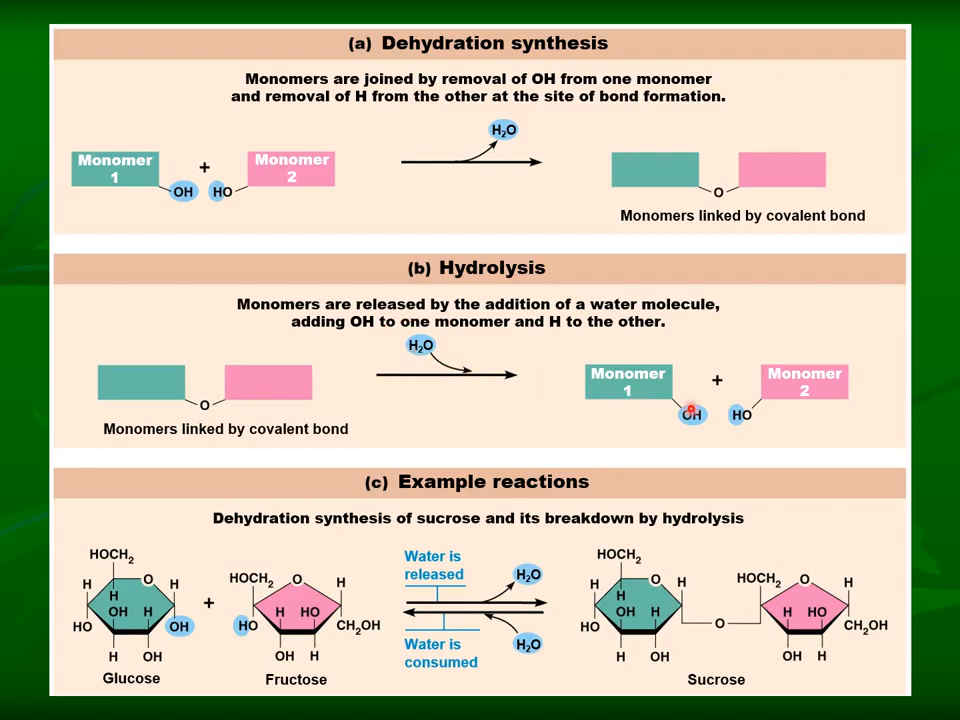 (a) Dehydration synthesis
Monomers are joined by removal of OH from one monomer
and removal of H from the other at the site of bond formation.
H₂O
Monomer
1
+
Monomer
2
OH
HO
O
Monomers linked by covalent bond
(b) Hydrolysis
Monomers are released by the addition of a water molecule,
adding OH to one monomer and H to the other.
H₂O
O
Monomers linked by covalent bond
Monomer
1
+
Monomer
2
OH
HO
(c) Example reactions
Dehydration synthesis of sucrose and its breakdown by hydrolysis
HOCH₂
H O H
H
OH H
HO OH
H OH
Glucose
+
HOCH₂ O H
H HO
HO CH₂OH
OH H
Fructose
Water is
released
H₂O
Water is
consumed
H₂O
HOCH₂
H O H
H
OH H
HO
H OH
O
HOCH₂ O H
H HO
CH₂OH
OH H
Sucrose